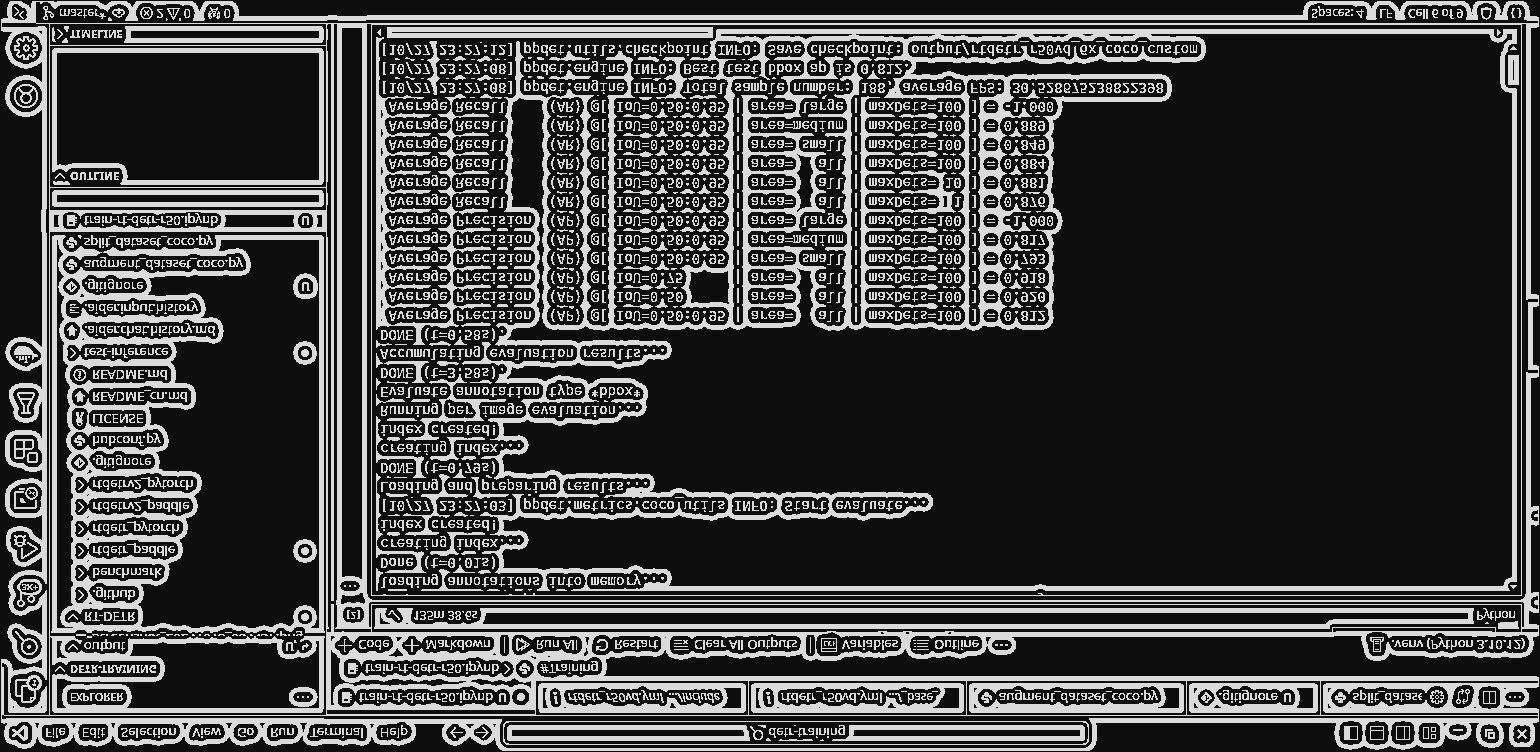 File Edit Selection View Go Run Terminal Help
detr-training
EXPLORER
train-rt-detr-r50.ipynb U
rtdetr_r50vd.yml .../include
rtdetr_r50vd.yml .../_base_
augment_dataset_coco.py
.gitignore U
split_datase
DETR-TRAINING
train-rt-detr-r50.ipynb > #Training
output U
Code Markdown | Run All Restart Clear All Outputs | Variables Outline ...
.venv (Python 3.10.12)
RT-DETR
.github
benchmark
rtdetr_paddle
rtdetr_pytorch
rtdetrv2_paddle
rtdetrv2_pytorch
.gitignore
hubconf.py
LICENSE
README_cn.md
README.md
test-inference
.aider.chat.history.md
.aider.input.history
.gitignore U
augment_dataset_coco.py
split_dataset_coco.py
train-rt-detr-r50.ipynb U
OUTLINE
TIMELINE
[2]
135m 38.6s
Python
loading annotations into memory...
Done (t=0.01s)
creating index...
index created!
[10/27 23:27:03] ppdet.metrics.coco_utils INFO: Start evaluate...
Loading and preparing results...
DONE (t=0.79s)
creating index...
index created!
Running per image evaluation...
Evaluate annotation type *bbox*
DONE (t=3.58s).
Accumulating evaluation results...
DONE (t=0.58s).
Average Precision (AP) @[ IoU=0.50:0.95 | area= all | maxDets=100 ] = 0.812
Average Precision (AP) @[ IoU=0.50 | area= all | maxDets=100 ] = 0.920
Average Precision (AP) @[ IoU=0.75 | area= all | maxDets=100 ] = 0.918
Average Precision (AP) @[ IoU=0.50:0.95 | area= small | maxDets=100 ] = 0.793
Average Precision (AP) @[ IoU=0.50:0.95 | area=medium | maxDets=100 ] = 0.817
Average Precision (AP) @[ IoU=0.50:0.95 | area= large | maxDets=100 ] = -1.000
Average Recall (AR) @[ IoU=0.50:0.95 | area= all | maxDets= 1 ] = 0.876
Average Recall (AR) @[ IoU=0.50:0.95 | area= all | maxDets= 10 ] = 0.881
Average Recall (AR) @[ IoU=0.50:0.95 | area= all | maxDets=100 ] = 0.884
Average Recall (AR) @[ IoU=0.50:0.95 | area= small | maxDets=100 ] = 0.849
Average Recall (AR) @[ IoU=0.50:0.95 | area=medium | maxDets=100 ] = 0.889
Average Recall (AR) @[ IoU=0.50:0.95 | area= large | maxDets=100 ] = -1.000
[10/27 23:27:08] ppdet.engine INFO: Total sample number: 188, average FPS: 30.528675238822398
[10/27 23:27:08] ppdet.engine INFO: Best test bbox ap is 0.812.
[10/27 23:27:12] ppdet.utils.checkpoint INFO: Save checkpoint: output/rtdetr_r50vd_6x_coco_custom
master* 2 0 0
Spaces: 4 LF Cell 6 of 9